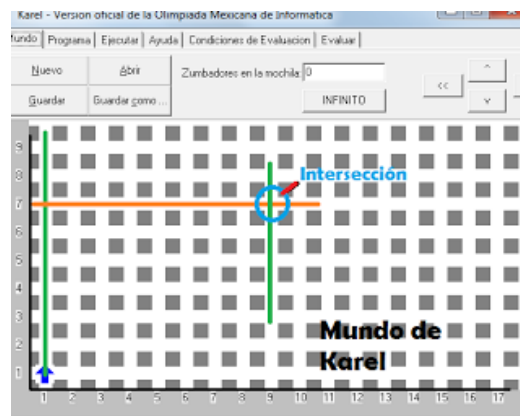 Karel - Version oficial de la Olimpiada Mexicana de Informatica
Mundo Programa Ejecutar Ayuda Condiciones de Evaluacion Evaluar
Nuevo Abrir Zumbadores en la mochila: 0
<<
Guardar Guardar como ... INFINITO
9
8
Intersección
7
6
5
4
3
Mundo de
2
Karel
1
1 2 3 4 5 6 7 8 9 10 11 12 13 14 15 16 17